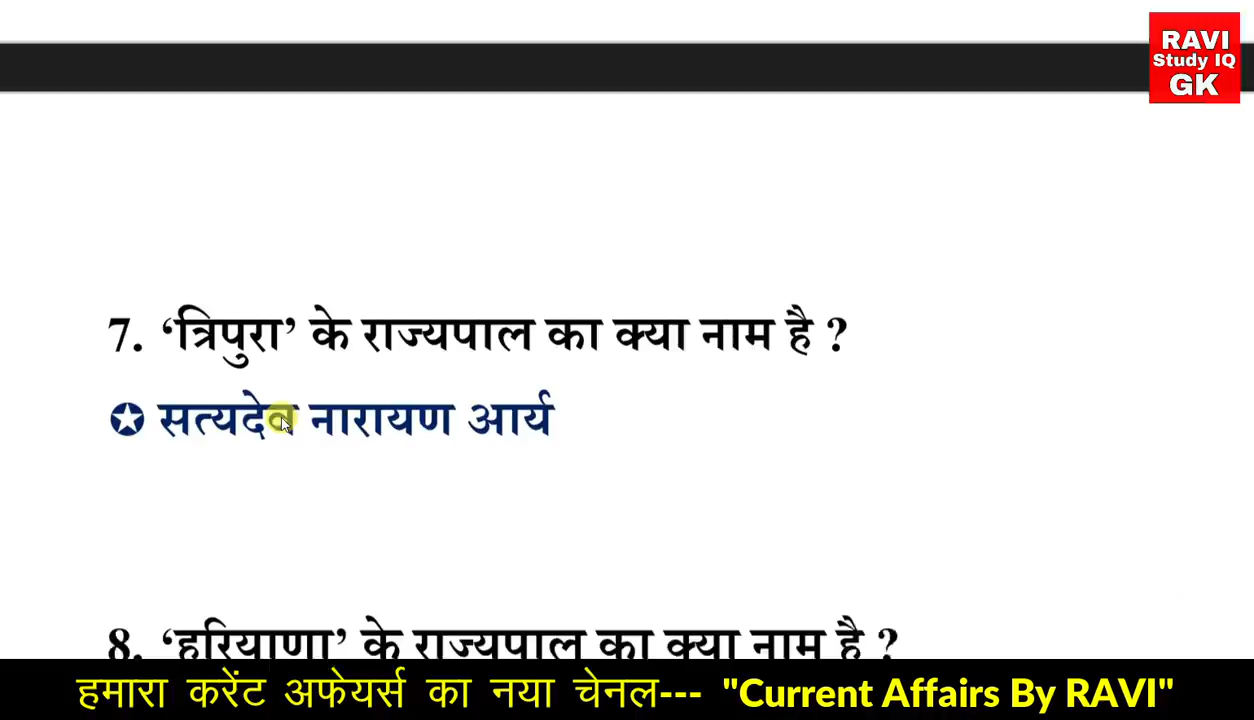 RAVI
Study IQ
GK
7. ‘त्रिपुरा’ के राज्यपाल का क्या नाम है ?
✪ सत्यदेव नारायण आर्य
8. ‘हरियाणा’ के राज्यपाल का क्या नाम है ?
हमारा करेंट अफेयर्स का नया चेनल--- "Current Affairs By RAVI"